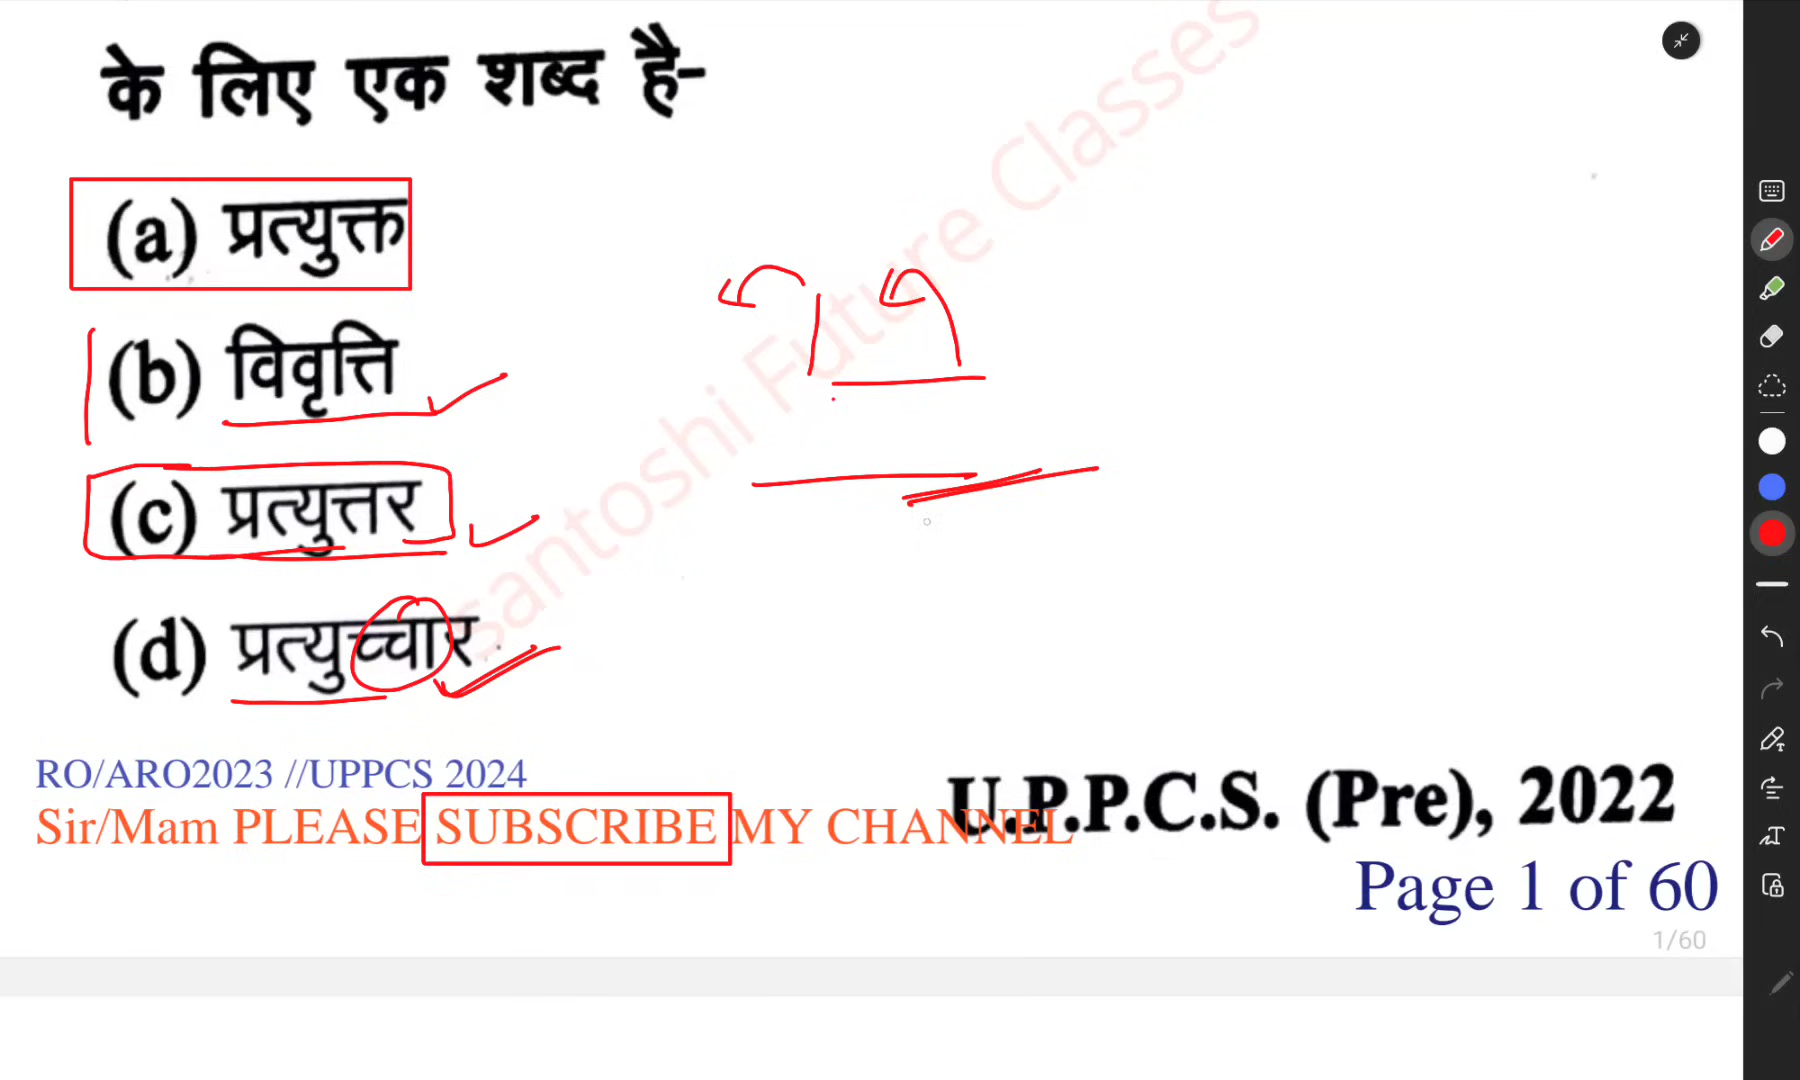 के लिए एक शब्द है-
(a) प्रत्युक्त
(b) विवृत्ति
(c) प्रत्युत्तर
(d) प्रत्युच्चार
santoshi Future Classes
RO/ARO2023 //UPPCS 2024
Sir/Mam PLEASE SUBSCRIBE MY CHANNEL
U.P.P.C.S. (Pre), 2022
Page 1 of 60
1/60